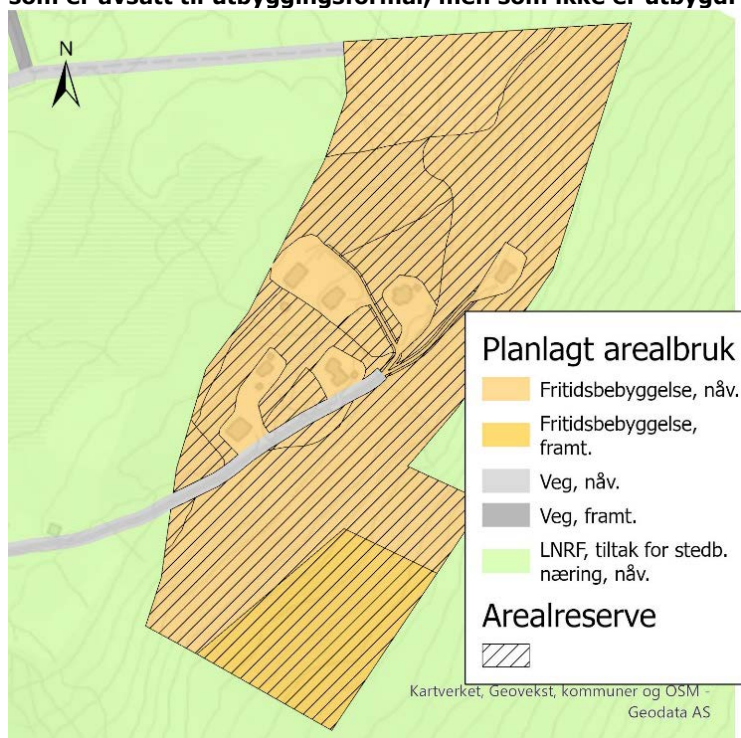 som er avsatt til utbyggingsformål, men som ikke er utbygd.
N
Planlagt arealbruk
Fritidsbebyggelse, nåv.
Fritidsbebyggelse,
framt.
Veg, nåv.
Veg, framt.
LNRF, tiltak for stedb.
næring, nåv.
Arealreserve
Kartverket, Geovekst, kommuner og OSM -
Geodata AS